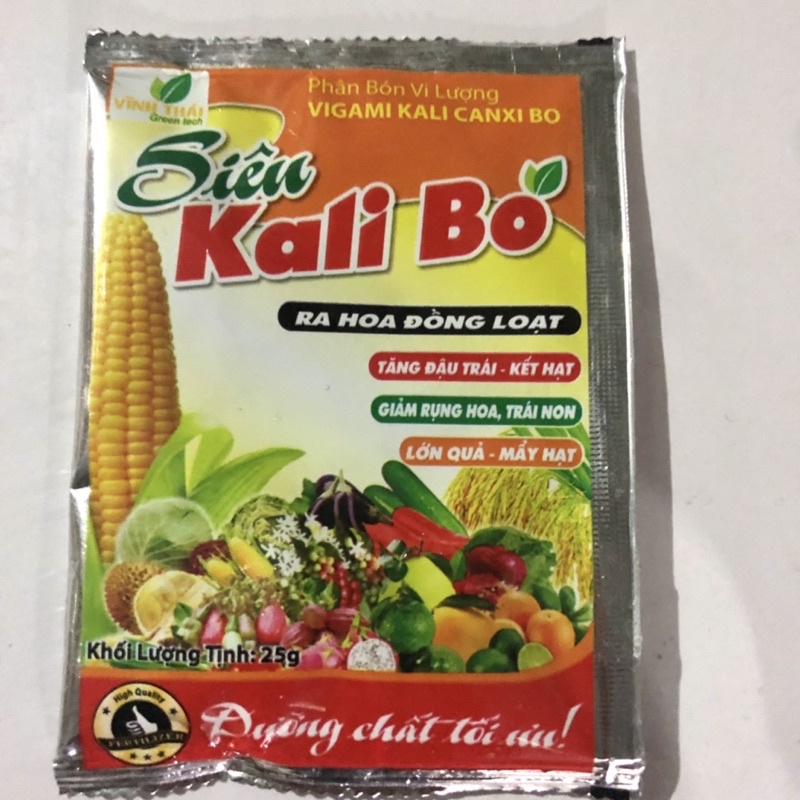 VĨNH THÁI
Green tech
Phân Bón Vi Lượng
VIGAMI KALI CANXI BO
Siêu
Kali Bo
RA HOA ĐỒNG LOẠT
TĂNG ĐẬU TRÁI - KẾT HẠT
GIẢM RỤNG HOA, TRÁI NON
LỚN QUẢ - MẨY HẠT
Khối Lượng Tịnh: 25g
High Quality
FERTILIZER
Dưỡng chất tối ưu!